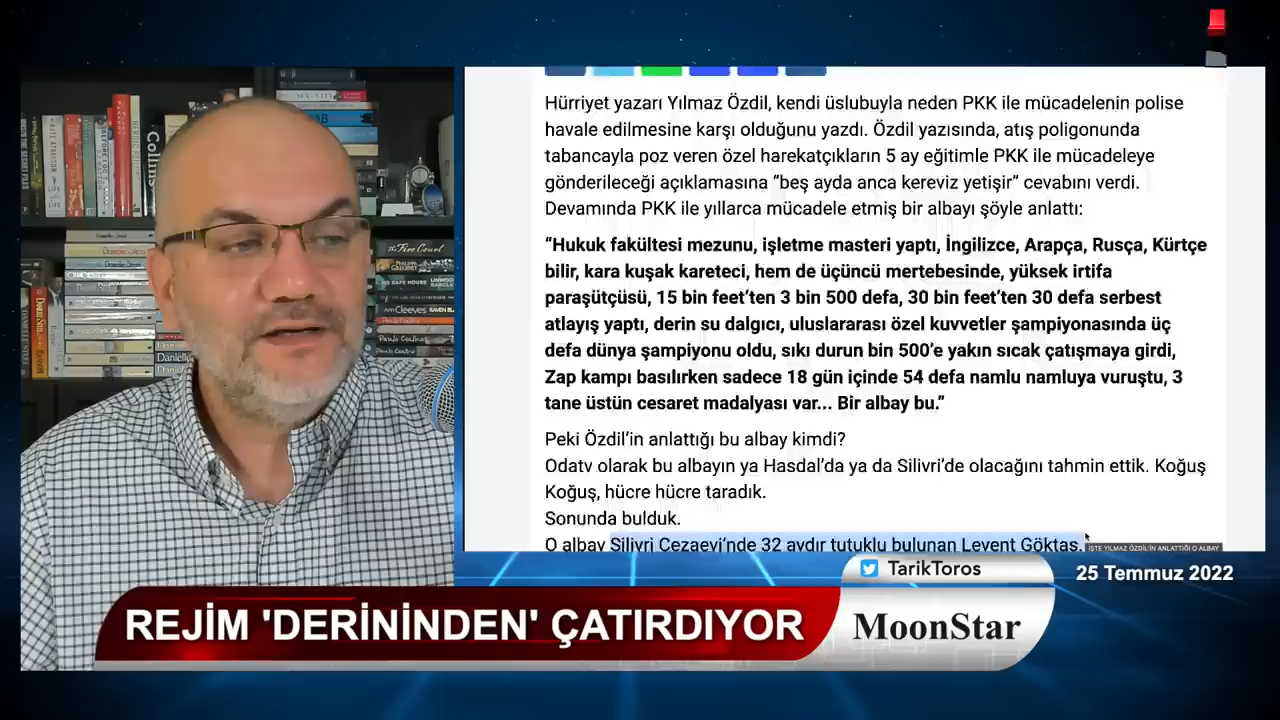 Hürriyet yazarı Yılmaz Özdil, kendi üslubuyla neden PKK ile mücadelenin polise
havale edilmesine karşı olduğunu yazdı. Özdil yazısında, atış poligonunda
tabancayla poz veren özel harekatçıkların 5 ay eğitimle PKK ile mücadeleye
gönderileceği açıklamasına “beş ayda anca kereviz yetişir” cevabını verdi.
Devamında PKK ile yıllarca mücadele etmiş bir albayı şöyle anlattı:
“Hukuk fakültesi mezunu, işletme masteri yaptı, İngilizce, Arapça, Rusça, Kürtçe
bilir, kara kuşak kareteci, hem de üçüncü mertebesinde, yüksek irtifa
paraşütçüsü, 15 bin feet’ten 3 bin 500 defa, 30 bin feet’ten 30 defa serbest
atlayış yaptı, derin su dalgıcı, uluslararası özel kuvvetler şampiyonasında üç
defa dünya şampiyonu oldu, sıkı durun bin 500’e yakın sıcak çatışmaya girdi,
Zap kampı basılırken sadece 18 gün içinde 54 defa namlu namluya vuruştu, 3
tane üstün cesaret madalyası var... Bir albay bu.”
Peki Özdil’in anlattığı bu albay kimdi?
Odatv olarak bu albayın ya Hasdal’da ya da Silivri’de olacağını tahmin ettik. Koğuş
Koğuş, hücre hücre taradık.
Sonunda bulduk.
O albay Silivri Cezaevi’nde 32 aydır tutuklu bulunan Levent Göktaş.
İŞTE YILMAZ ÖZDİL'İN ANLATTIĞI O ALBAY
TarikToros
25 Temmuz 2022
REJİM 'DERİNİNDEN' ÇATIRDIYOR
MoonStar